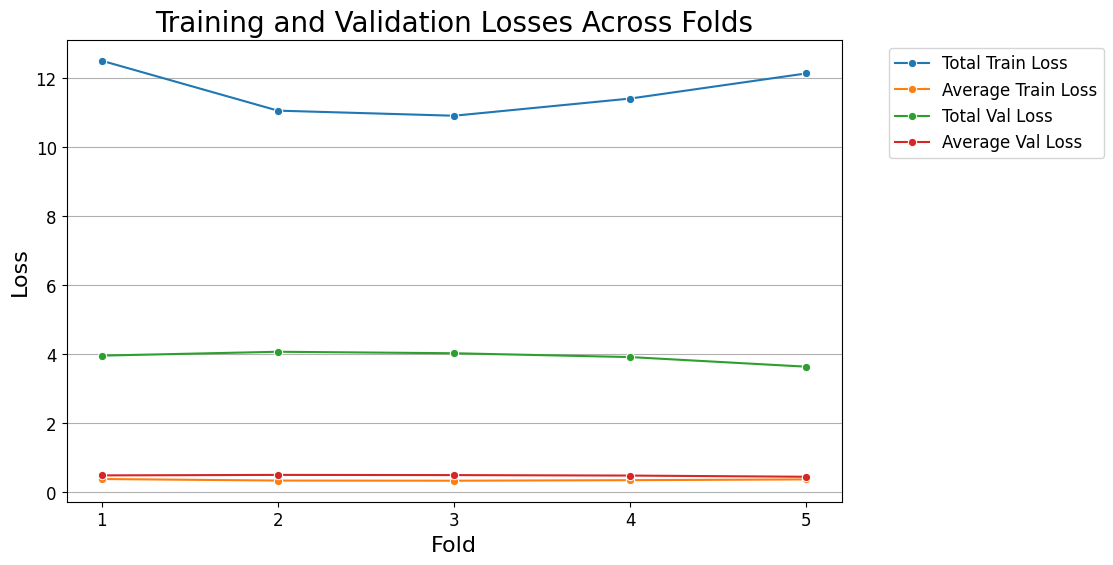 Training and Validation Losses Across Folds
Total Train Loss
Average Train Loss
Total Val Loss
Average Val Loss
12
10
8
6
4
2
0
Loss
1 2 3 4 5
Fold